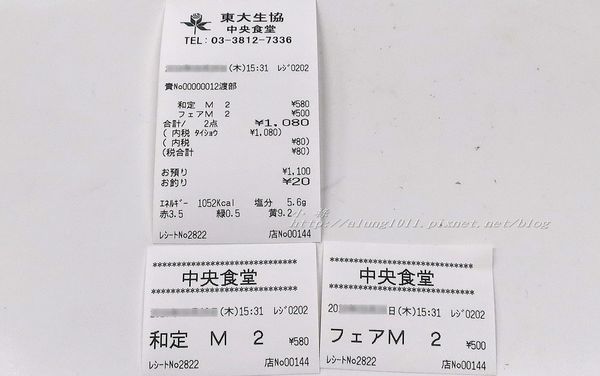 東大生協
中央食堂
TEL: 03-3812-7336
(木)15:31 レジ0202
責No00000012渡部
和定 M 2 ¥580
フェアM 2 ¥500
合計/ 2点 ¥1,080
(内税 タイショウ ¥1,080)
(内税 ¥80)
(税合計 ¥80)
お預り ¥1,100
お釣り ¥20
エネルギー 1052Kcal 塩分 5.6g
赤3.5 緑0.5 黄9.2
レシートNo2822 店No00144
小 蜂
http://alung1011.pixnet.net/blog
********************************
中央食堂
********************************
(木)15:31 レジ0202
和定 M 2 ¥580
レシートNo2822 店No00144
********************************
中央食堂
********************************
20 日(木)15:31 レジ0202
フェアM 2 ¥500
レシートNo2822 店No00144